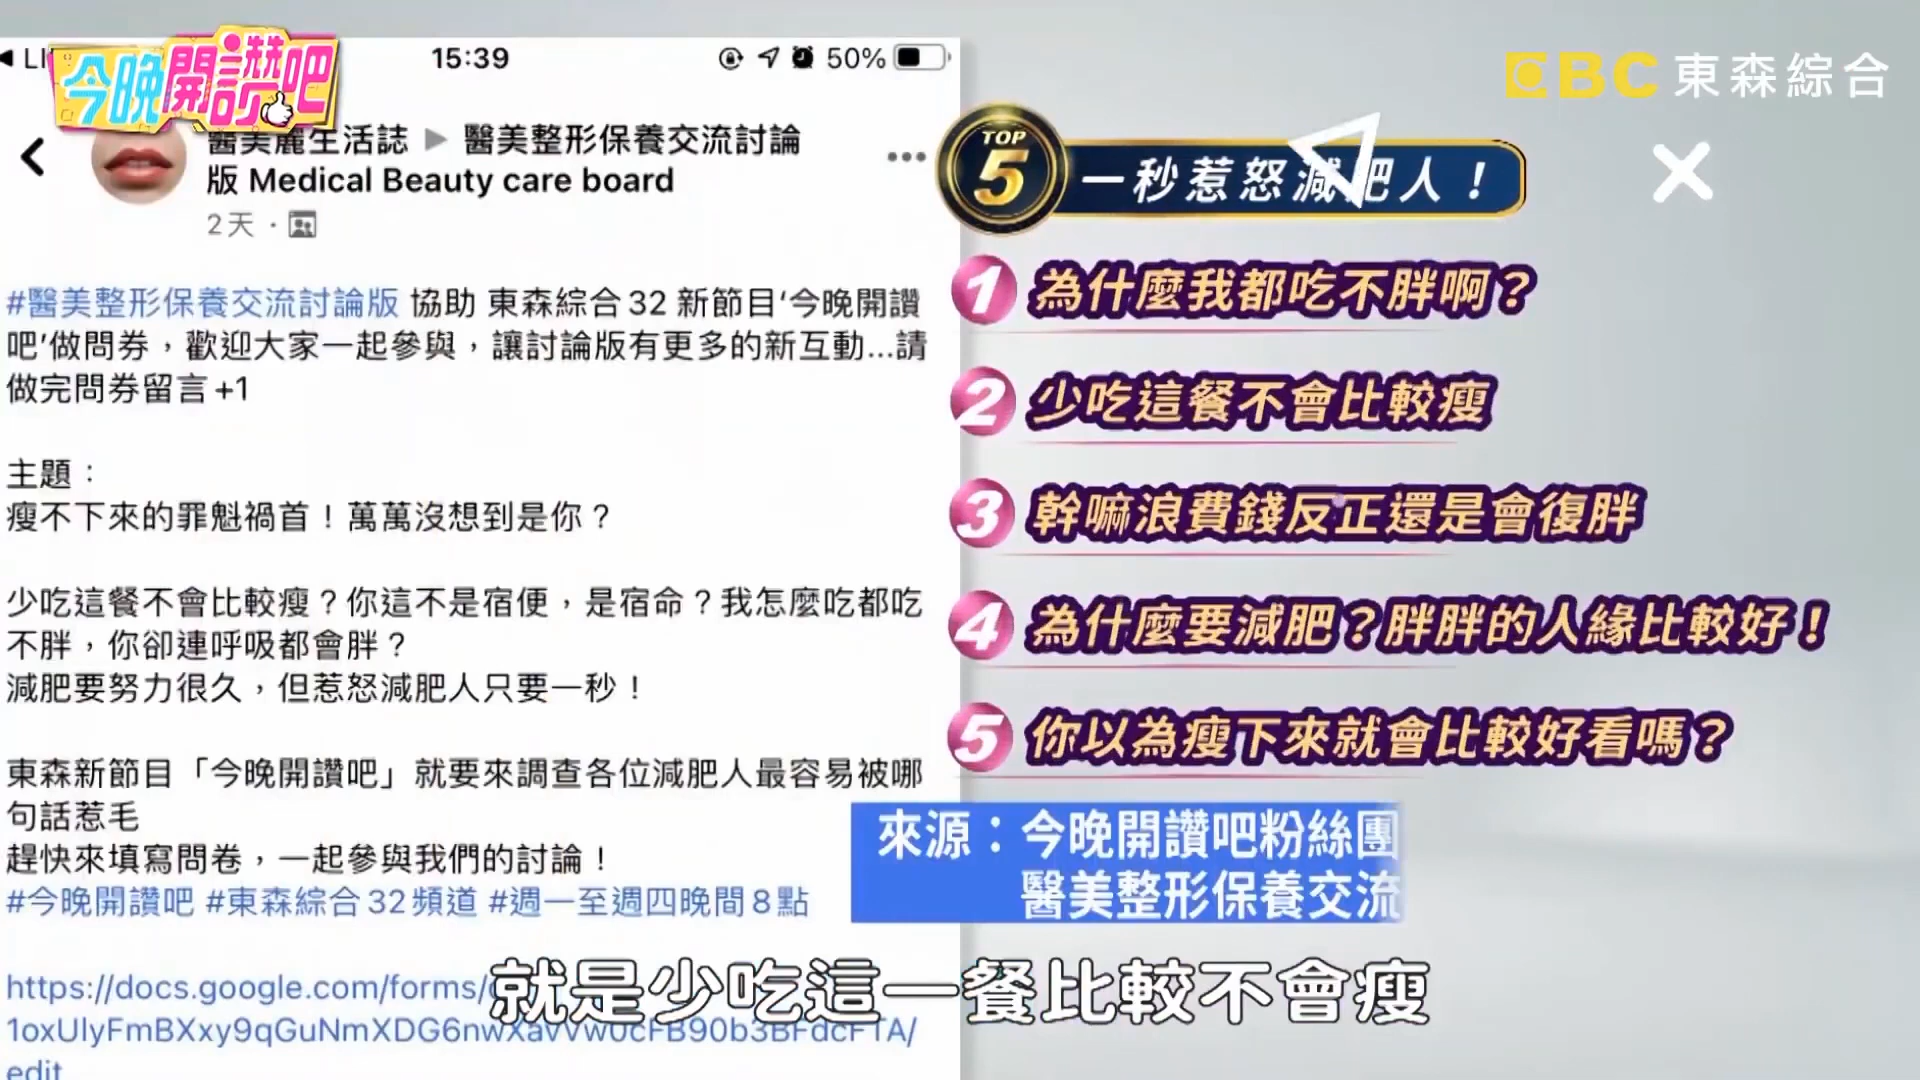 今晚開讚吧
15:39
50%
EBC 東森綜合
醫美麗生活誌 ▶ 醫美整形保養交流討論
版 Medical Beauty care board
2天 ·
#醫美整形保養交流討論版 協助 東森綜合32 新節目‘今晚開讚
吧’做問券，歡迎大家一起參與，讓討論版有更多的新互動...請
做完問券留言+1
主題：
瘦不下來的罪魁禍首！萬萬沒想到是你？
少吃這餐不會比較瘦？你這不是宿便，是宿命？我怎麼吃都吃
不胖，你卻連呼吸都會胖？
減肥要努力很久，但惹怒減肥人只要一秒！
東森新節目「今晚開讚吧」就要來調查各位減肥人最容易被哪
句話惹毛
趕快來填寫問卷，一起參與我們的討論！
#今晚開讚吧 #東森綜合32頻道 #週一至週四晚間8點
https://docs.google.com/forms/
edit
TOP 5 一秒惹怒減肥人！
1 為什麼我都吃不胖啊？
2 少吃這餐不會比較瘦
3 幹嘛浪費錢反正還是會復胖
4 為什麼要減肥？胖胖的人緣比較好！
5 你以為瘦下來就會比較好看嗎？
來源：今晚開讚吧粉絲團
醫美整形保養交流
就是少吃這一餐比較不會瘦